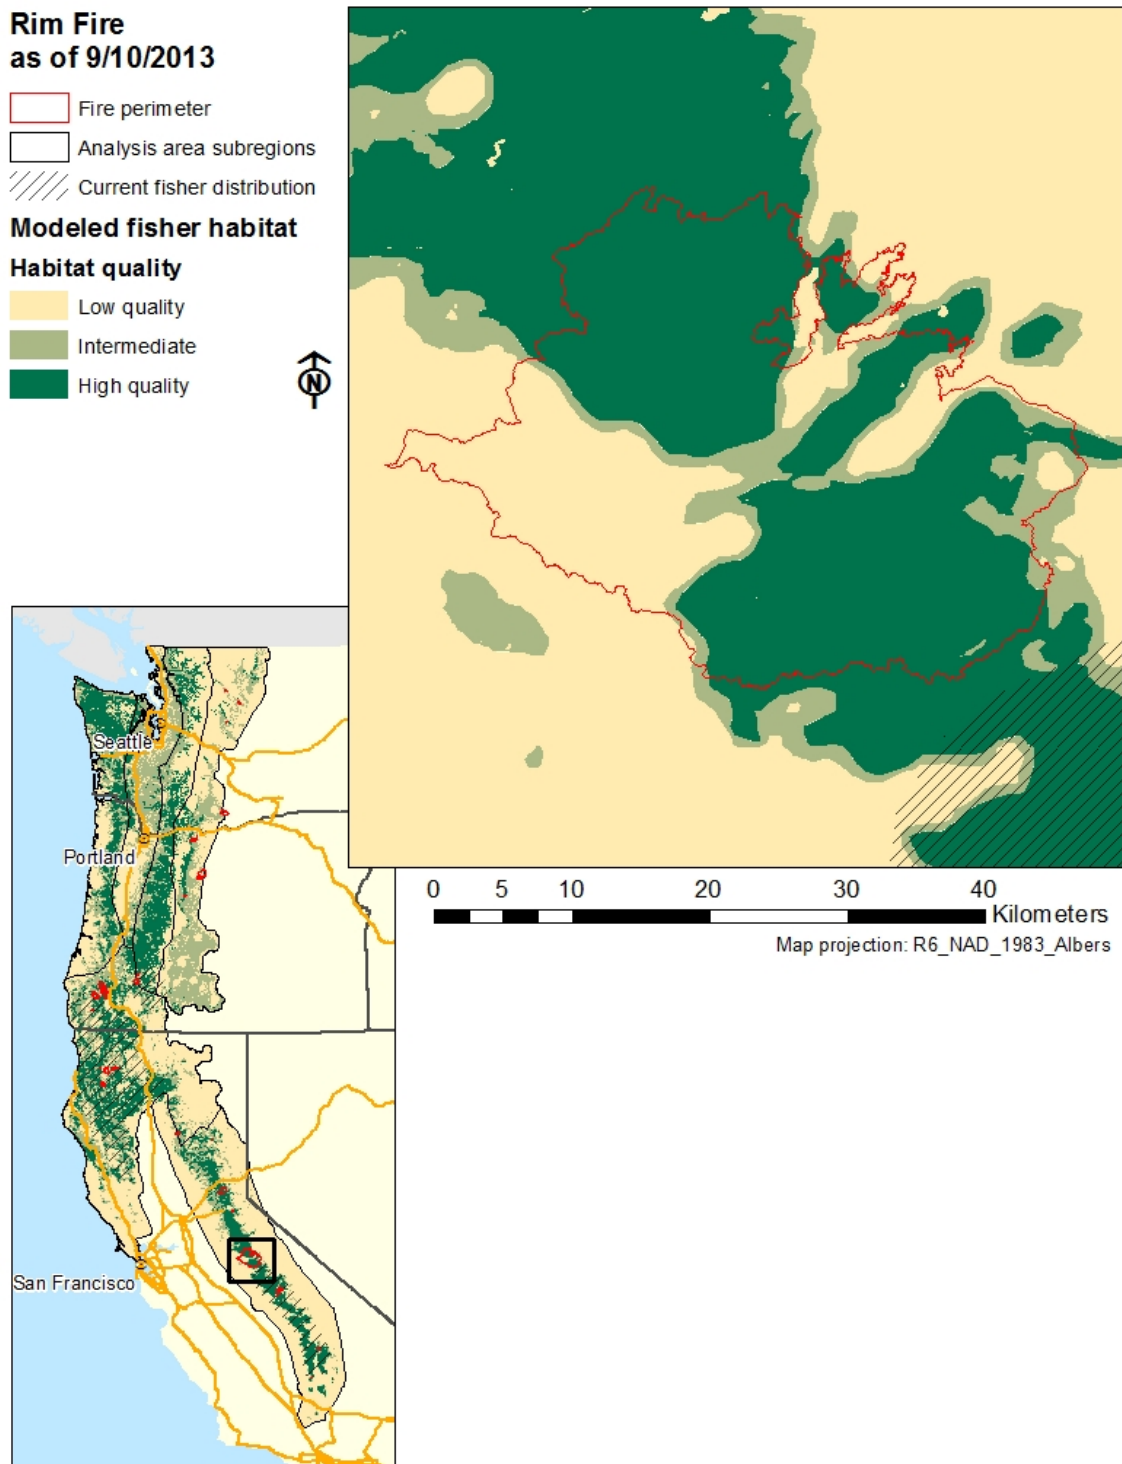 Rim Fire
as of 9/10/2013
Fire perimeter
Analysis area subregions
Current fisher distribution
Modeled fisher habitat
Habitat quality
Low quality
Intermediate
High quality
N
Seattle
Portland
San Francisco
0 5 10 20 30 40
Kilometers
Map projection: R6_NAD_1983_Albers